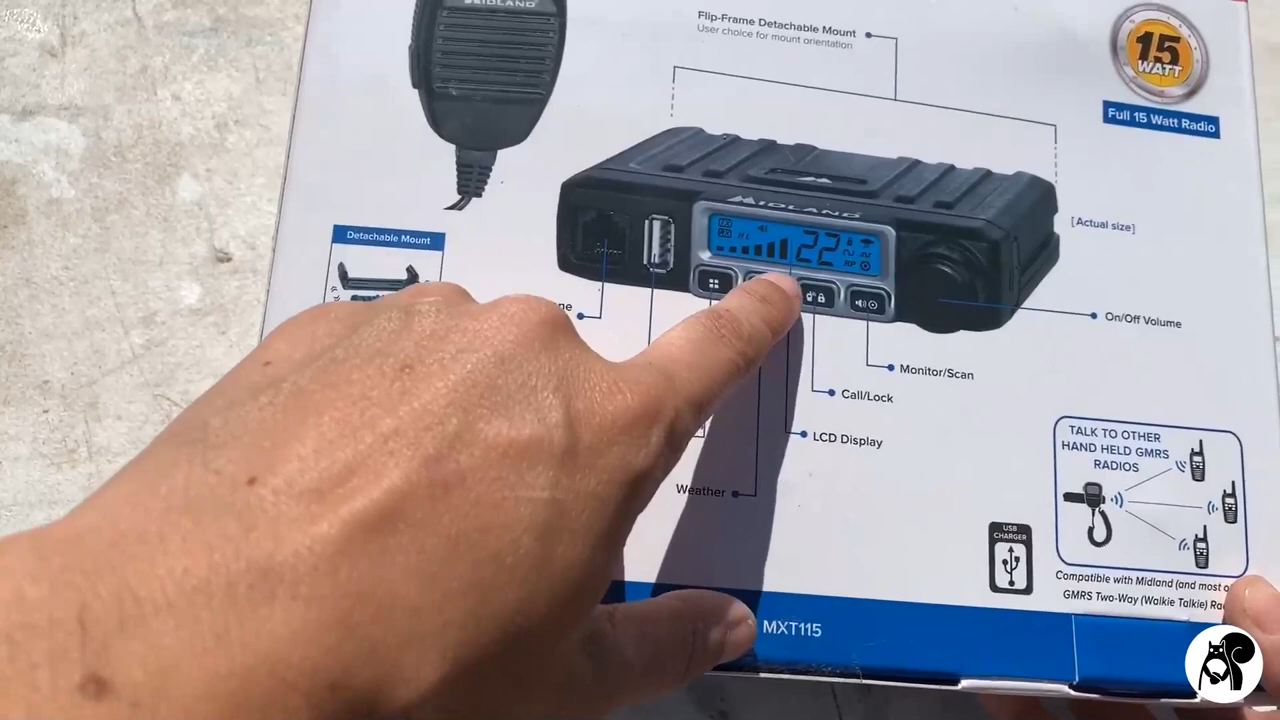 MIDLAND
Flip-Frame Detachable Mount
User choice for mount orientation
15
WATT
Full 15 Watt Radio
MIDLAND
22
[Actual size]
Detachable Mount
On/Off Volume
Monitor/Scan
Call/Lock
LCD Display
Weather
TALK TO OTHER
HAND HELD GMRS
RADIOS
USB
CHARGER
Compatible with Midland (and most
GMRS Two-Way (Walkie Talkie)
MXT115